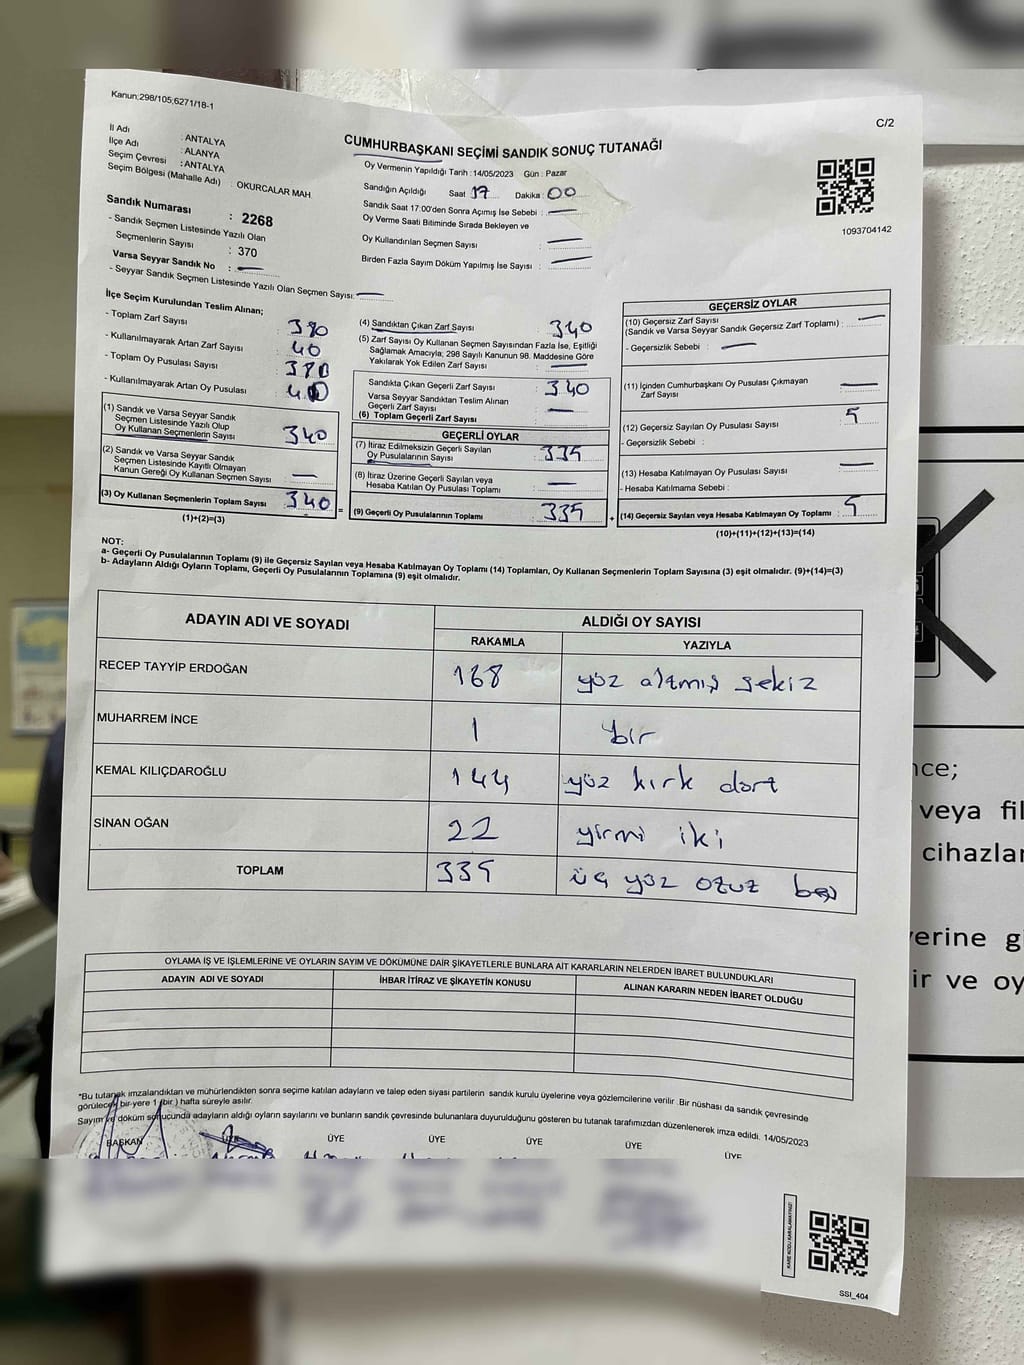 Kanun;298/105;6271/18-1
C/2
İl Adı : ANTALYA
İlçe Adı : ALANYA
Seçim Çevresi : ANTALYA
Seçim Bölgesi (Mahalle Adı) : OKURCALAR MAH.
Sandık Numarası : 2268
- Sandık Seçmen Listesinde Yazılı Olan
Seçmenlerin Sayısı : 370
Varsa Seyyar Sandık No : —
- Seyyar Sandık Seçmen Listesinde Yazılı Olan Seçmen Sayısı: —
CUMHURBAŞKANI SEÇİMİ SANDIK SONUÇ TUTANAĞI
Oy Vermenin Yapıldığı Tarih : 14/05/2023 Gün : Pazar
Sandığın Açıldığı Saat : 17 Dakika : 00
Sandık Saat 17:00'den Sonra Açımış İse Sebebi : —
Oy Verme Saati Bitiminde Sırada Bekleyen ve
Oy Kullandırılan Seçmen Sayısı : —
Birden Fazla Sayım Döküm Yapılmış İse Sayısı : —
1093704142
İlçe Seçim Kurulundan Teslim Alınan;
- Toplam Zarf Sayısı : 380
- Kullanılmayarak Artan Zarf Sayısı : 40
- Toplam Oy Pusulası Sayısı : 380
- Kullanılmayarak Artan Oy Pusulası : 40
(1) Sandık ve Varsa Seyyar Sandık
Seçmen Listesinde Yazılı Olup
Oy Kullanan Seçmenlerin Sayısı : 340
(2) Sandık ve Varsa Seyyar Sandık
Seçmen Listesinde Kayıtlı Olmayan
Kanun Gereği Oy Kullanan Seçmen Sayısı : —
(3) Oy Kullanan Seçmenlerin Toplam Sayısı : 340
(1)+(2)=(3)
=
(4) Sandıktan Çıkan Zarf Sayısı : 340
(5) Zarf Sayısı Oy Kullanan Seçmen Sayısından Fazla İse, Eşitliği
Sağlamak Amacıyla; 298 Sayılı Kanunun 98. Maddesine Göre
Yakılarak Yok Edilen Zarf Sayısı : —
Sandıkta Çıkan Geçerli Zarf Sayısı : 340
Varsa Seyyar Sandıktan Teslim Alınan
Geçerli Zarf Sayısı : —
(6) Toplam Geçerli Zarf Sayısı
GEÇERLİ OYLAR
(7) İtiraz Edilmeksizin Geçerli Sayılan
Oy Pusulalarının Sayısı : 335
(8) İtiraz Üzerine Geçerli Sayılan veya
Hesaba Katılan Oy Pusulası Toplamı : —
(9) Geçerli Oy Pusulalarının Toplamı : 335
+
GEÇERSİZ OYLAR
(10) Geçersiz Zarf Sayısı
(Sandık ve Varsa Seyyar Sandık Geçersiz Zarf Toplamı) : —
- Geçersizlik Sebebi : —
(11) İçinden Cumhurbaşkanı Oy Pusulası Çıkmayan
Zarf Sayısı : —
(12) Geçersiz Sayılan Oy Pusulası Sayısı : 5
- Geçersizlik Sebebi :
(13) Hesaba Katılmayan Oy Pusulası Sayısı : —
- Hesaba Katılmama Sebebi :
(14) Geçersiz Sayılan veya Hesaba Katılmayan Oy Toplamı : 5
(10)+(11)+(12)+(13)=(14)
NOT:
a- Geçerli Oy Pusulalarının Toplamı (9) ile Geçersiz Sayılan veya Hesaba Katılmayan Oy Toplamı (14) Toplamları, Oy Kullanan Seçmenlerin Toplam Sayısına (3) eşit olmalıdır. (9)+(14)=(3)
b- Adayların Aldığı Oyların Toplamı, Geçerli Oy Pusulalarının Toplamına (9) eşit olmalıdır.
ADAYIN ADI VE SOYADI ALDIĞI OY SAYISI
RAKAMLA YAZIYLA
RECEP TAYYİP ERDOĞAN 168 yüz altmış sekiz
MUHARREM İNCE 1 bir
KEMAL KILIÇDAROĞLU 144 yüz kırk dört
SİNAN OĞAN 22 yirmi iki
TOPLAM 335 üç yüz otuz beş
OYLAMA İŞ VE İŞLEMLERİNE VE OYLARIN SAYIM VE DÖKÜMÜNE DAİR ŞİKAYETLERLE BUNLARA AİT KARARLARIN NELERDEN İBARET BULUNDUKLARI
ADAYIN ADI VE SOYADI İHBAR İTİRAZ VE ŞİKAYETİN KONUSU ALINAN KARARIN NEDEN İBARET OLDUĞU
*Bu tutanak imzalandıktan ve mühürlendikten sonra seçime katılan adayların ve talep eden siyasi partilerin sandık kurulu üyelerine veya gözlemcilerine verilir. Bir nüshası da sandık çevresinde
görülecek bir yere 1 (bir) hafta süreyle asılır.
Sayım ve döküm sonucunda adayların aldığı oyların sayılarını ve bunların sandık çevresinde bulunanlara duyurulduğunu gösteren bu tutanak tarafımızdan düzenlenerek imza edildi. 14/05/2023
BAŞKAN ÜYE ÜYE ÜYE ÜYE ÜYE ÜYE
KARE KODU KARALAMAYINIZ!
SSI_404
nce;
veya fil
cihazlar
erine gi
ir ve oy